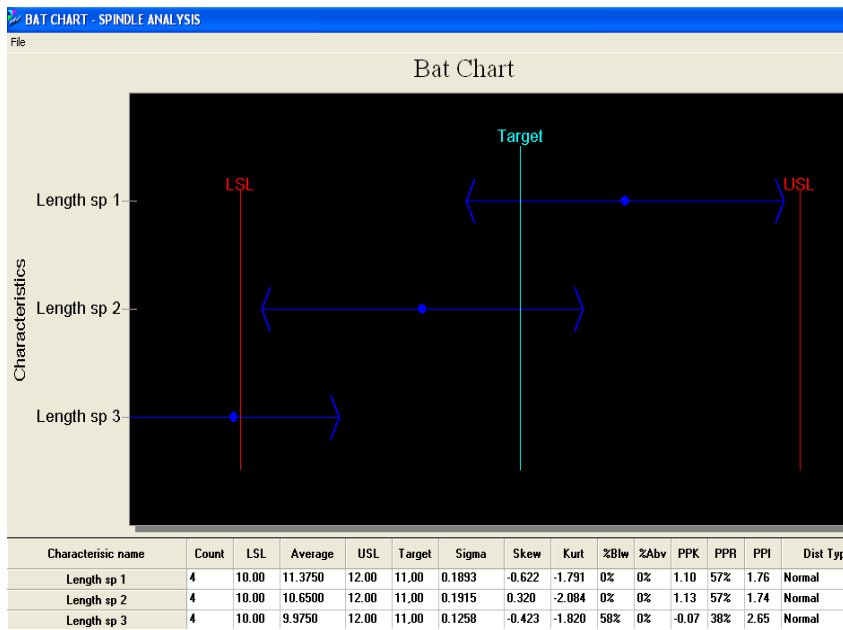 BAT CHART - SPINDLE ANALYSIS
File
Bat Chart
Target
LSL
USL
Length sp 1
Characteristics
Length sp 2
Length sp 3
Characterisic name Count LSL Average USL Target Sigma Skew Kurt %Blw %Abv PPK PPR PPI Dist Typ
Length sp 1 4 10.00 11.3750 12.00 11,00 0.1893 -0.622 -1.791 0% 0% 1.10 57% 1.76 Normal
Length sp 2 4 10.00 10.6500 12.00 11,00 0.1915 0.320 -2.084 0% 0% 1.13 57% 1.74 Normal
Length sp 3 4 10.00 9.9750 12.00 11,00 0.1258 -0.423 -1.820 58% 0% -0.07 38% 2.65 Normal